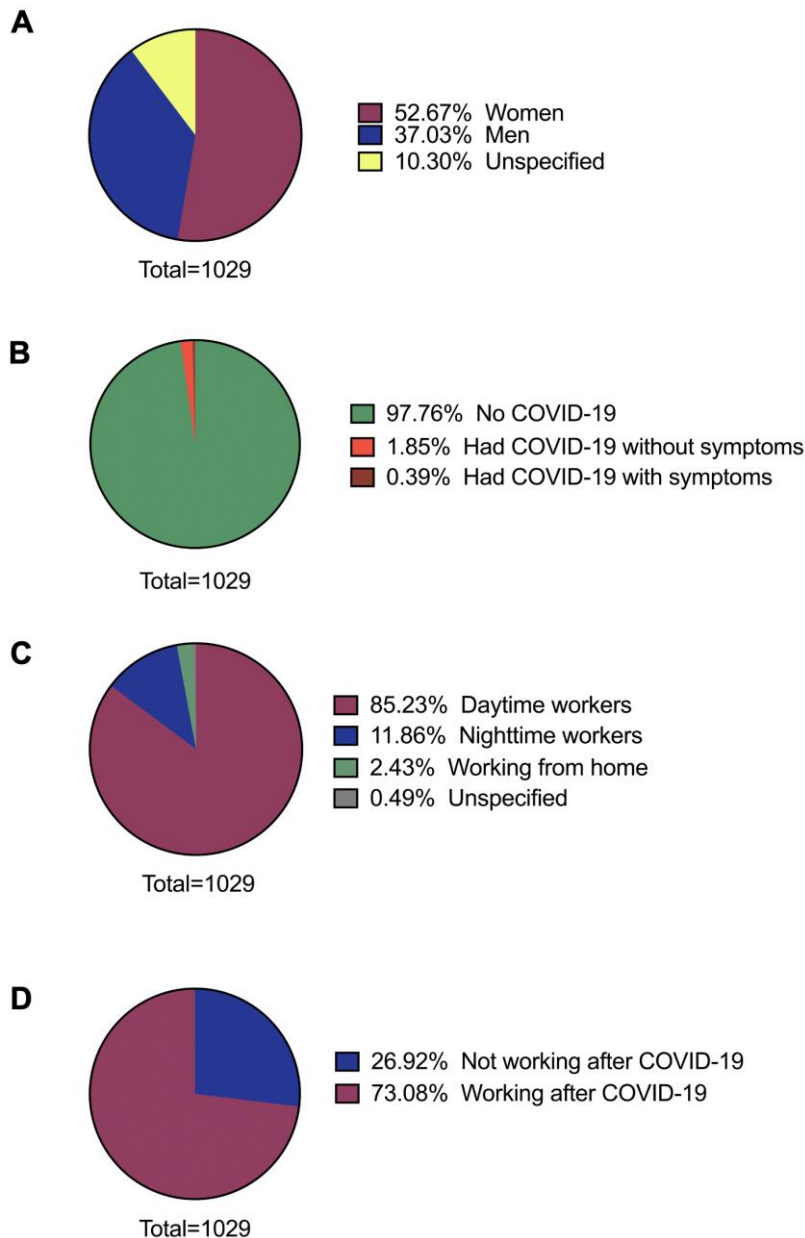 A
52.67% Women
37.03% Men
10.30% Unspecified
Total=1029
B
97.76% No COVID-19
1.85% Had COVID-19 without symptoms
0.39% Had COVID-19 with symptoms
Total=1029
C
85.23% Daytime workers
11.86% Nighttime workers
2.43% Working from home
0.49% Unspecified
Total=1029
D
26.92% Not working after COVID-19
73.08% Working after COVID-19
Total=1029